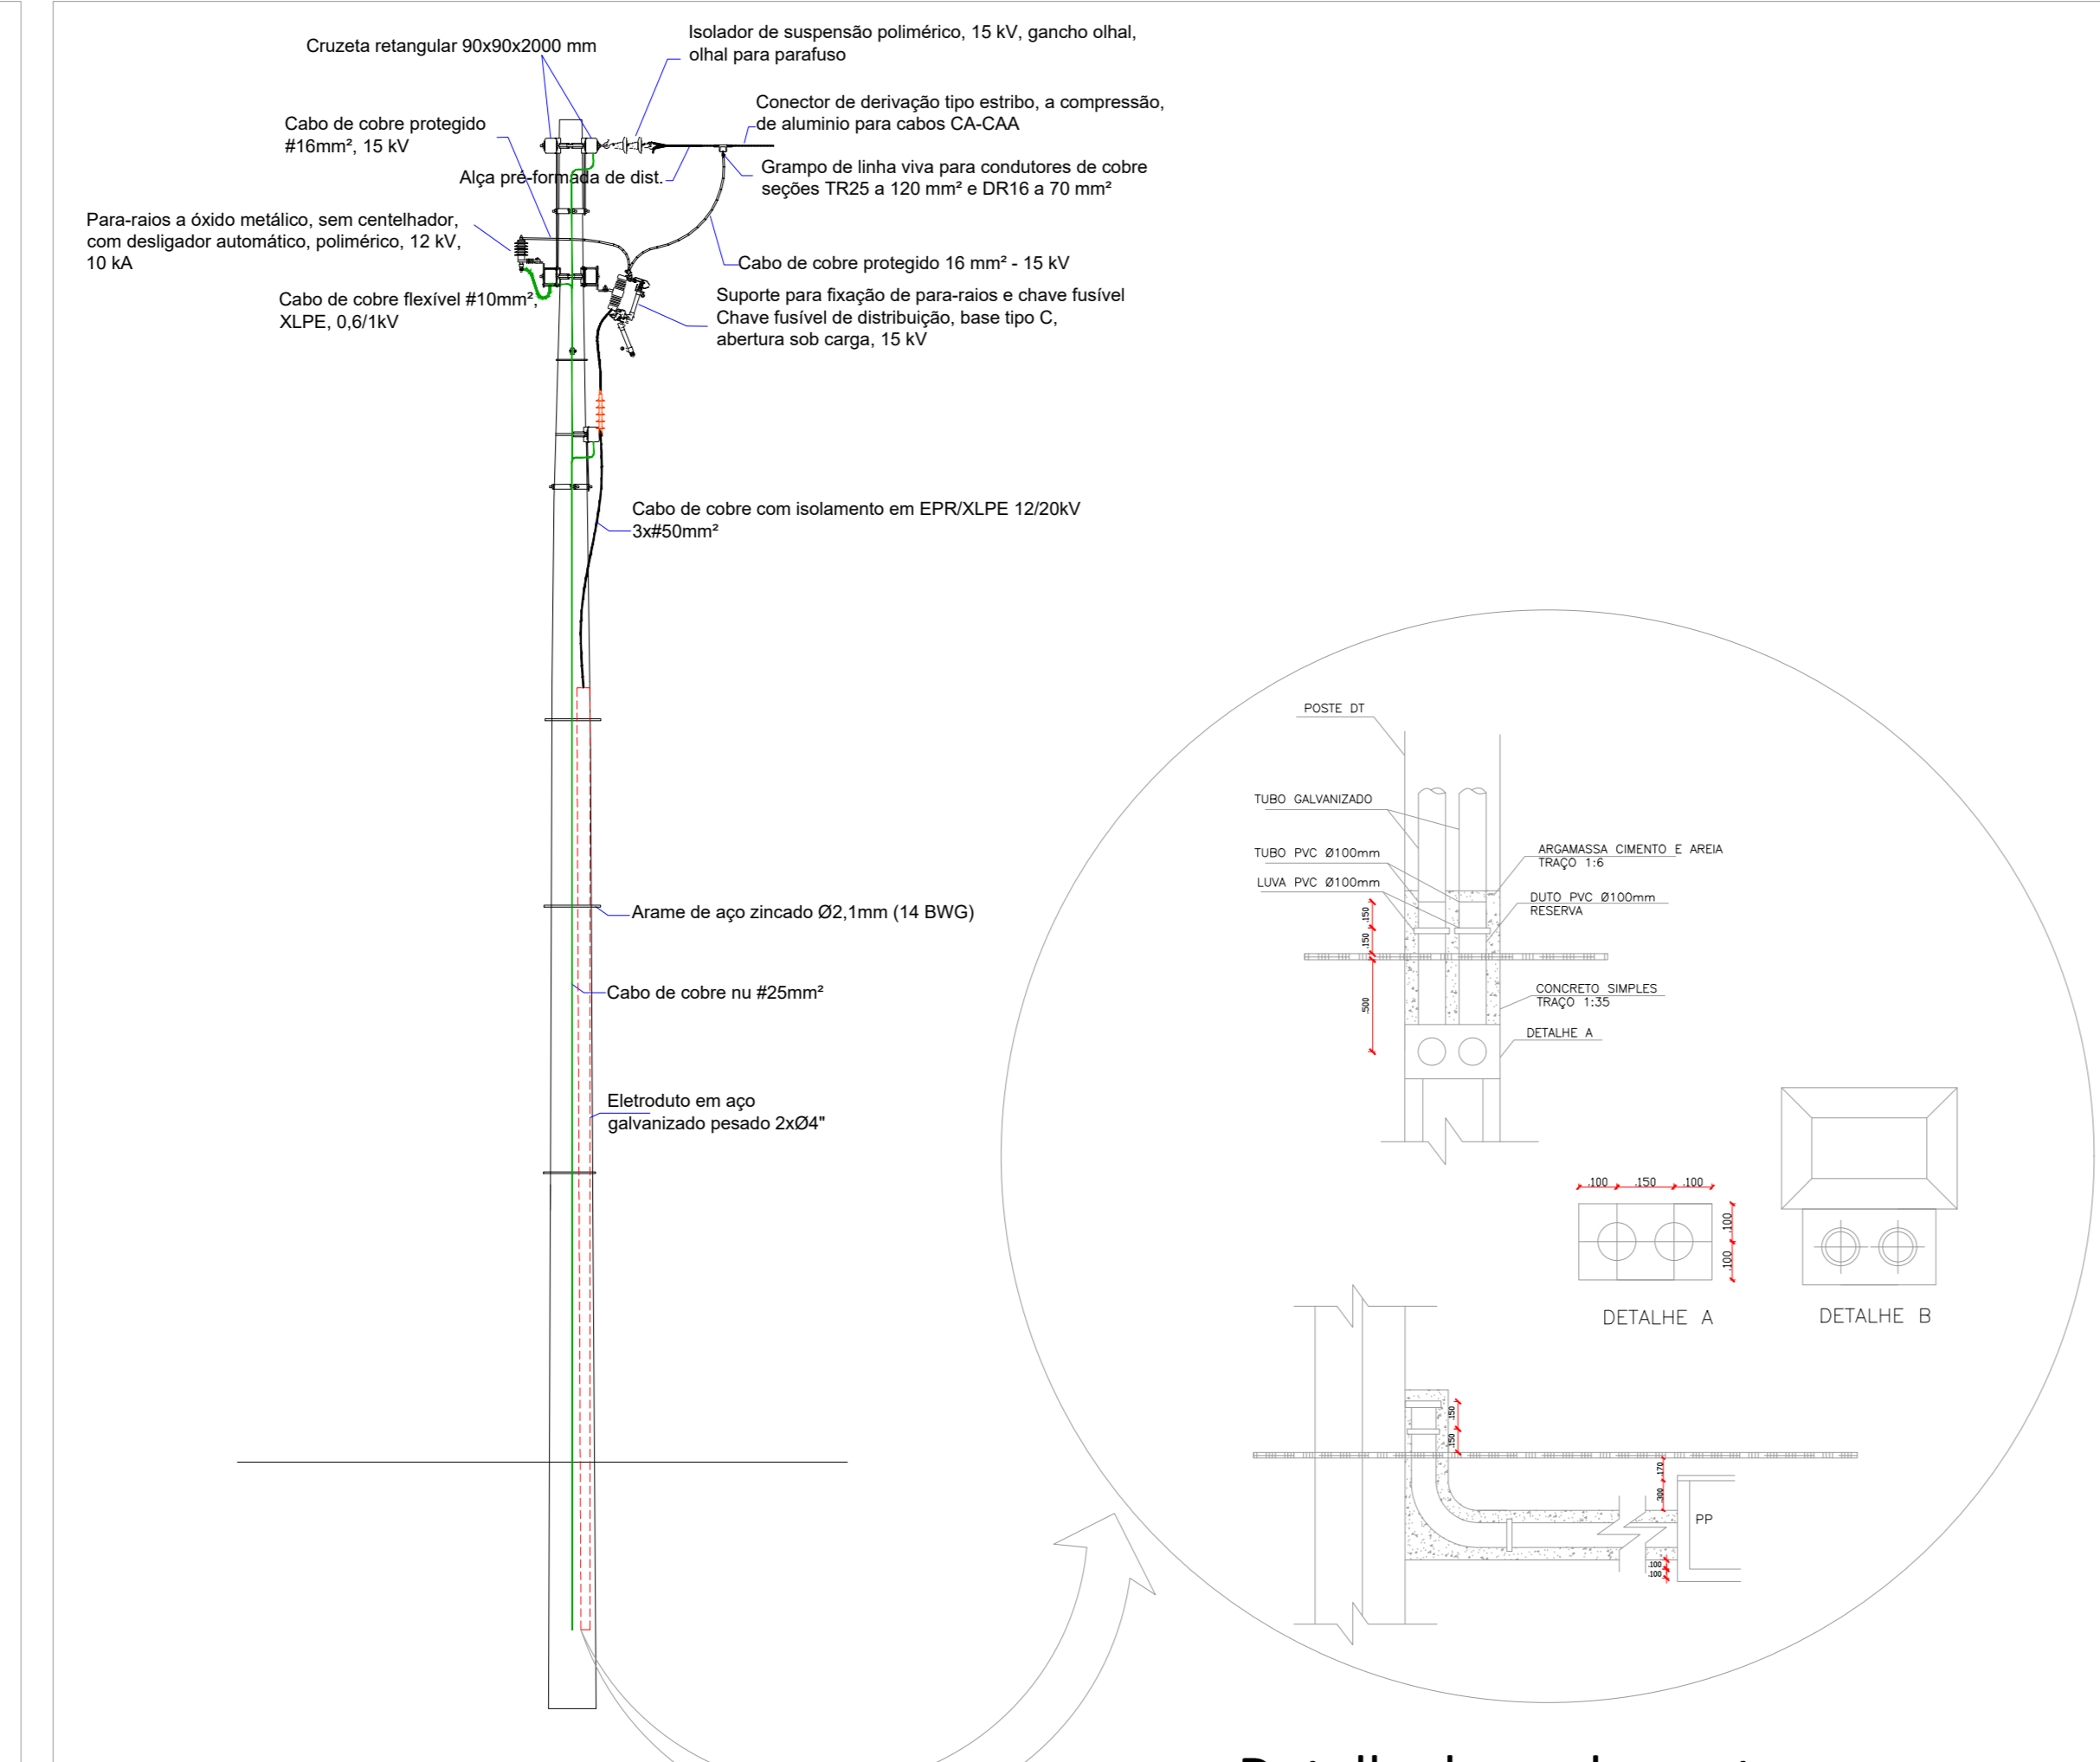 Cruzeta retangular 90x90x2000 mm
Isolador de suspensão polimérico, 15 kV, gancho olhal,
olhal para parafuso
Cabo de cobre protegido
#16mm², 15 kV
Conector de derivação tipo estribo, a compressão,
de aluminio para cabos CA-CAA
Alça pré-formada de dist.
Grampo de linha viva para condutores de cobre
seções TR25 a 120 mm² e DR16 a 70 mm²
Para-raios a óxido metálico, sem centelhador,
com desligador automático, polimérico, 12 kV,
10 kA
Cabo de cobre protegido 16 mm² - 15 kV
Cabo de cobre flexível #10mm²,
XLPE, 0,6/1kV
Suporte para fixação de para-raios e chave fusível
Chave fusível de distribuição, base tipo C,
abertura sob carga, 15 kV
Cabo de cobre com isolamento em EPR/XLPE 12/20kV
3x#50mm²
Arame de aço zincado Ø2,1mm (14 BWG)
Cabo de cobre nu #25mm²
Eletroduto em aço
galvanizado pesado 2xØ4"
POSTE DT
TUBO GALVANIZADO
TUBO PVC Ø100mm
LUVA PVC Ø100mm
ARGAMASSA CIMENTO E AREIA
TRAÇO 1:6
DUTO PVC Ø100mm
RESERVA
.150
.150
.500
CONCRETO SIMPLES
TRAÇO 1:35
DETALHE A
.100
.150
.100
.100
.100
DETALHE A
DETALHE B
.150
.150
.170
.300
PP
.100
.100